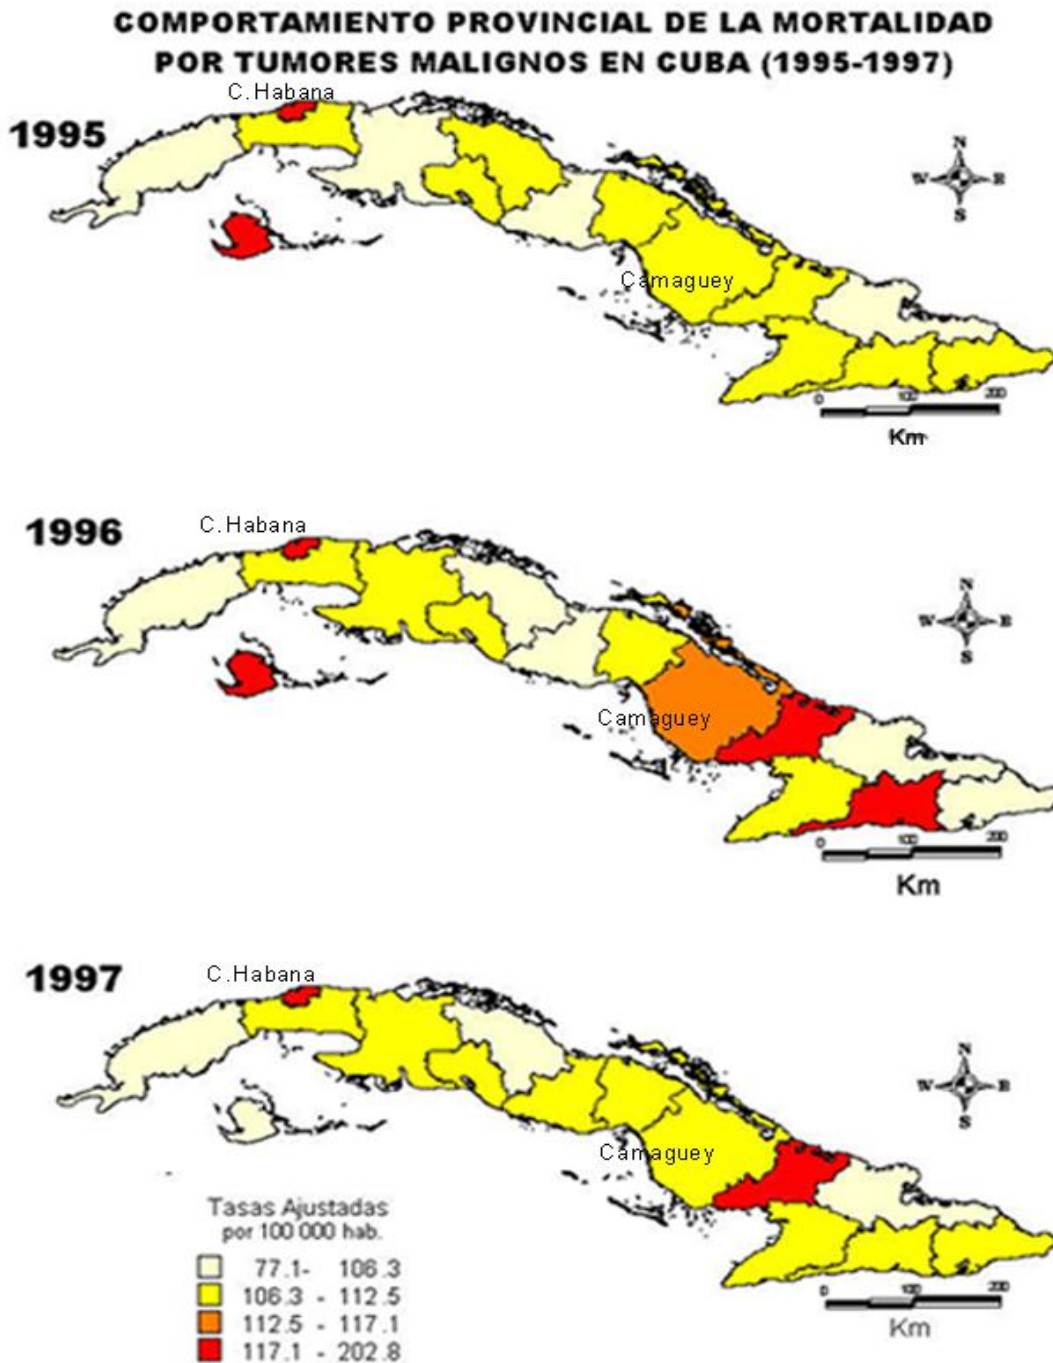 COMPORTAMIENTO PROVINCIAL DE LA MORTALIDAD
POR TUMORES MALIGNOS EN CUBA (1995-1997)
C.Habana
1995
N
W E
S
Camaguey
0 100 200
Km
1996
C.Habana
N
W E
S
Camaguey
0 100 200
Km
1997
C.Habana
N
W E
S
Camaguey
Tasas Ajustadas
por 100 000 hab.
77.1- 106.3
106.3 - 112.5
112.5 - 117.1
117.1 - 202.8
0 100 200
Km